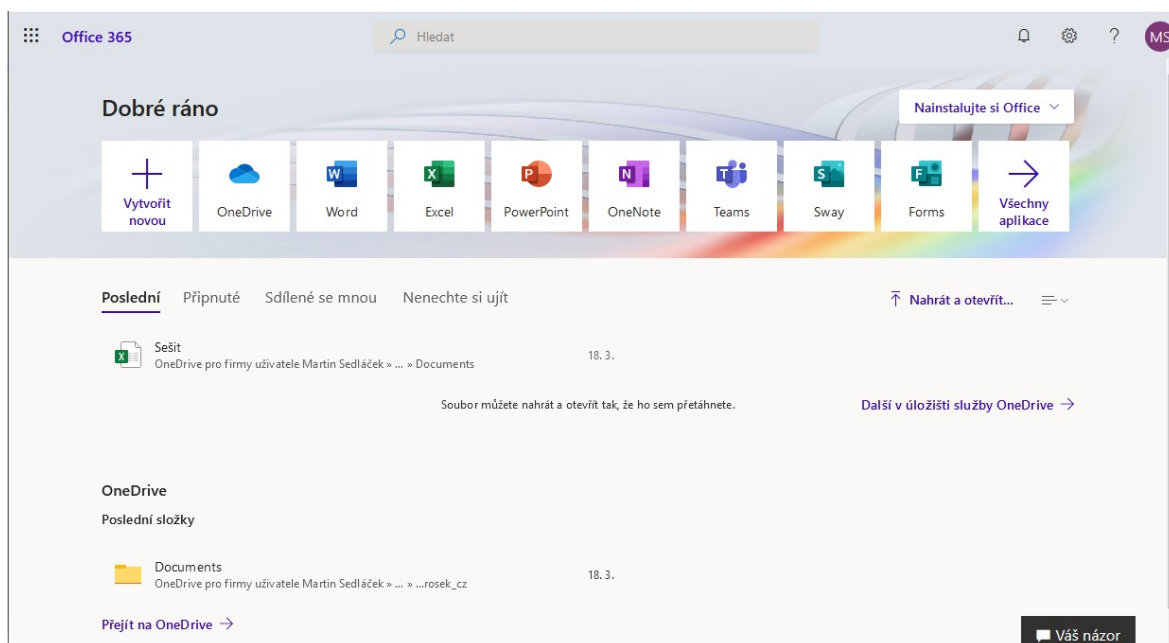 Office 365
Hledat
MS
Dobré ráno
Nainstalujte si Office
Vytvořit
novou
OneDrive
W
Word
X
Excel
P
PowerPoint
N
OneNote
T
Teams
S
Sway
F
Forms
Všechny
aplikace
Poslední Připnuté Sdílené se mnou Nenechte si ujít
Nahrát a otevřít...
X
Sešit
18. 3.
OneDrive pro firmy uživatele Martin Sedláček » ... » Documents
Soubor můžete nahrát a otevřít tak, že ho sem přetáhnete.
Další v úložišti služby OneDrive →
OneDrive
Poslední složky
Documents
18. 3.
OneDrive pro firmy uživatele Martin Sedláček » ... » ...rosek_cz
Přejít na OneDrive →
Váš názor